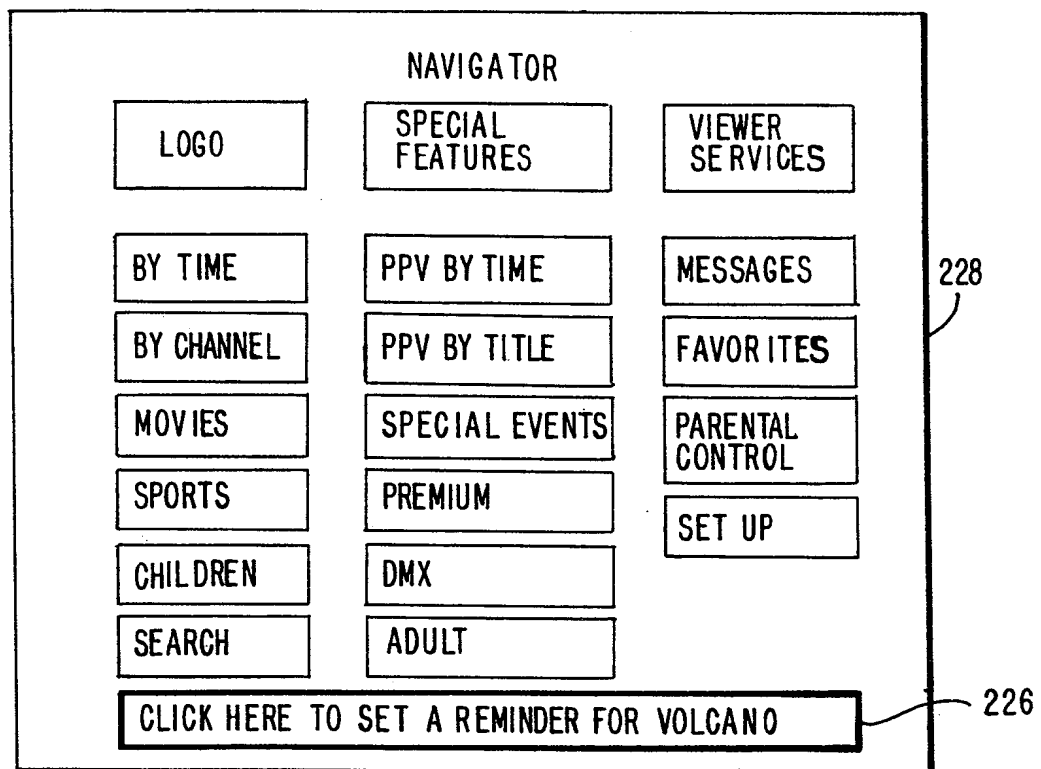 NAVIGATOR
LOGO
SPECIAL
FEATURES
VIEWER
SERVICES
BY TIME
PPV BY TIME
MESSAGES
228
BY CHANNEL
PPV BY TITLE
FAVORITES
MOVIES
SPECIAL EVENTS
PARENTAL
CONTROL
SPORTS
PREMIUM
SET UP
CHILDREN
DMX
SEARCH
ADULT
CLICK HERE TO SET A REMINDER FOR VOLCANO
226